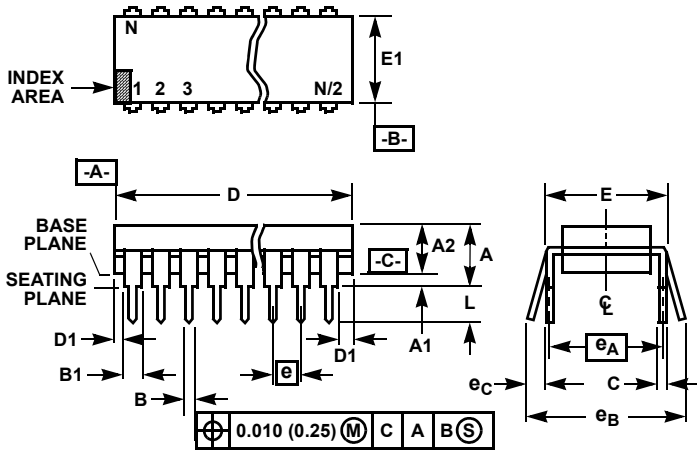 N
E1
INDEX
AREA
1 2 3 N/2
-B-
-A-
D
E
BASE
PLANE
A2
A
-C-
SEATING
PLANE
L
C
L
D1
A1
D1
eA
B1
e
eC
C
B
eB
0.010 (0.25) M C A B S